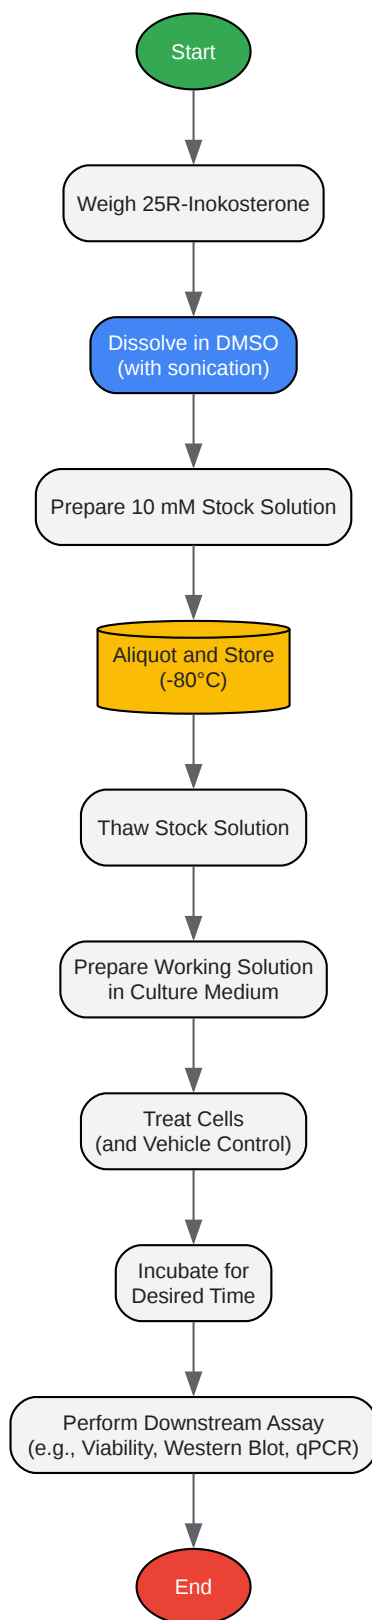 Start
Weigh 25R-Inokosterone
Dissolve in DMSO
(with sonication)
Prepare 10 mM Stock Solution
Aliquot and Store
(-80°C)
Thaw Stock Solution
Prepare Working Solution
in Culture Medium
Treat Cells
(and Vehicle Control)
Incubate for
Desired Time
Perform Downstream Assay
(e.g., Viability, Western Blot, qPCR)
End